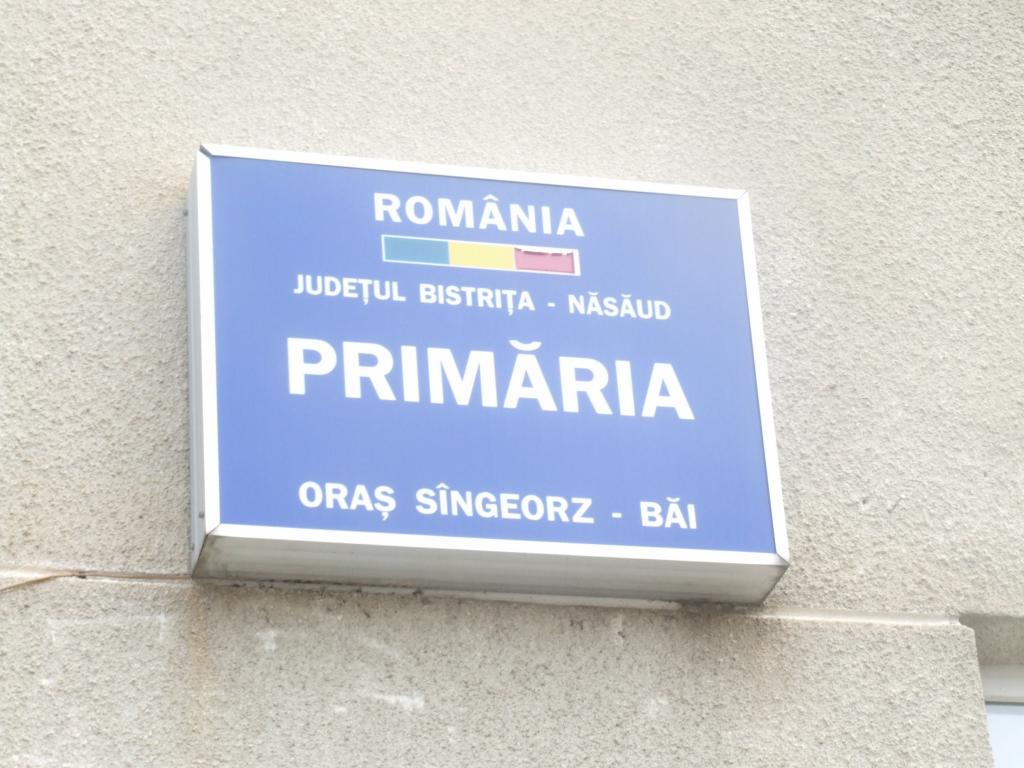 ROMÂNIA
JUDEȚUL BISTRIȚA - NĂSĂUD
PRIMĂRIA
ORAȘ SÎNGEORZ - BĂI